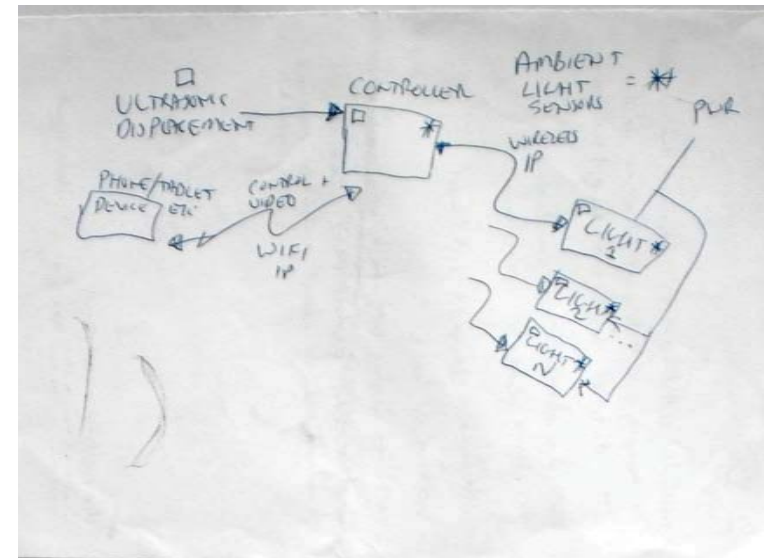 ULTRASONIC
DISPLACEMENT
CONTROLLER
AMBIENT
LIGHT
SENSORS
=
PWR
WIRELESS
IP
PHONE/TABLET
DEVICE ETC
CONTROL +
VIDEO
WIFI
IP
LIGHT
1
LIGHT
2
...
LIGHT
N